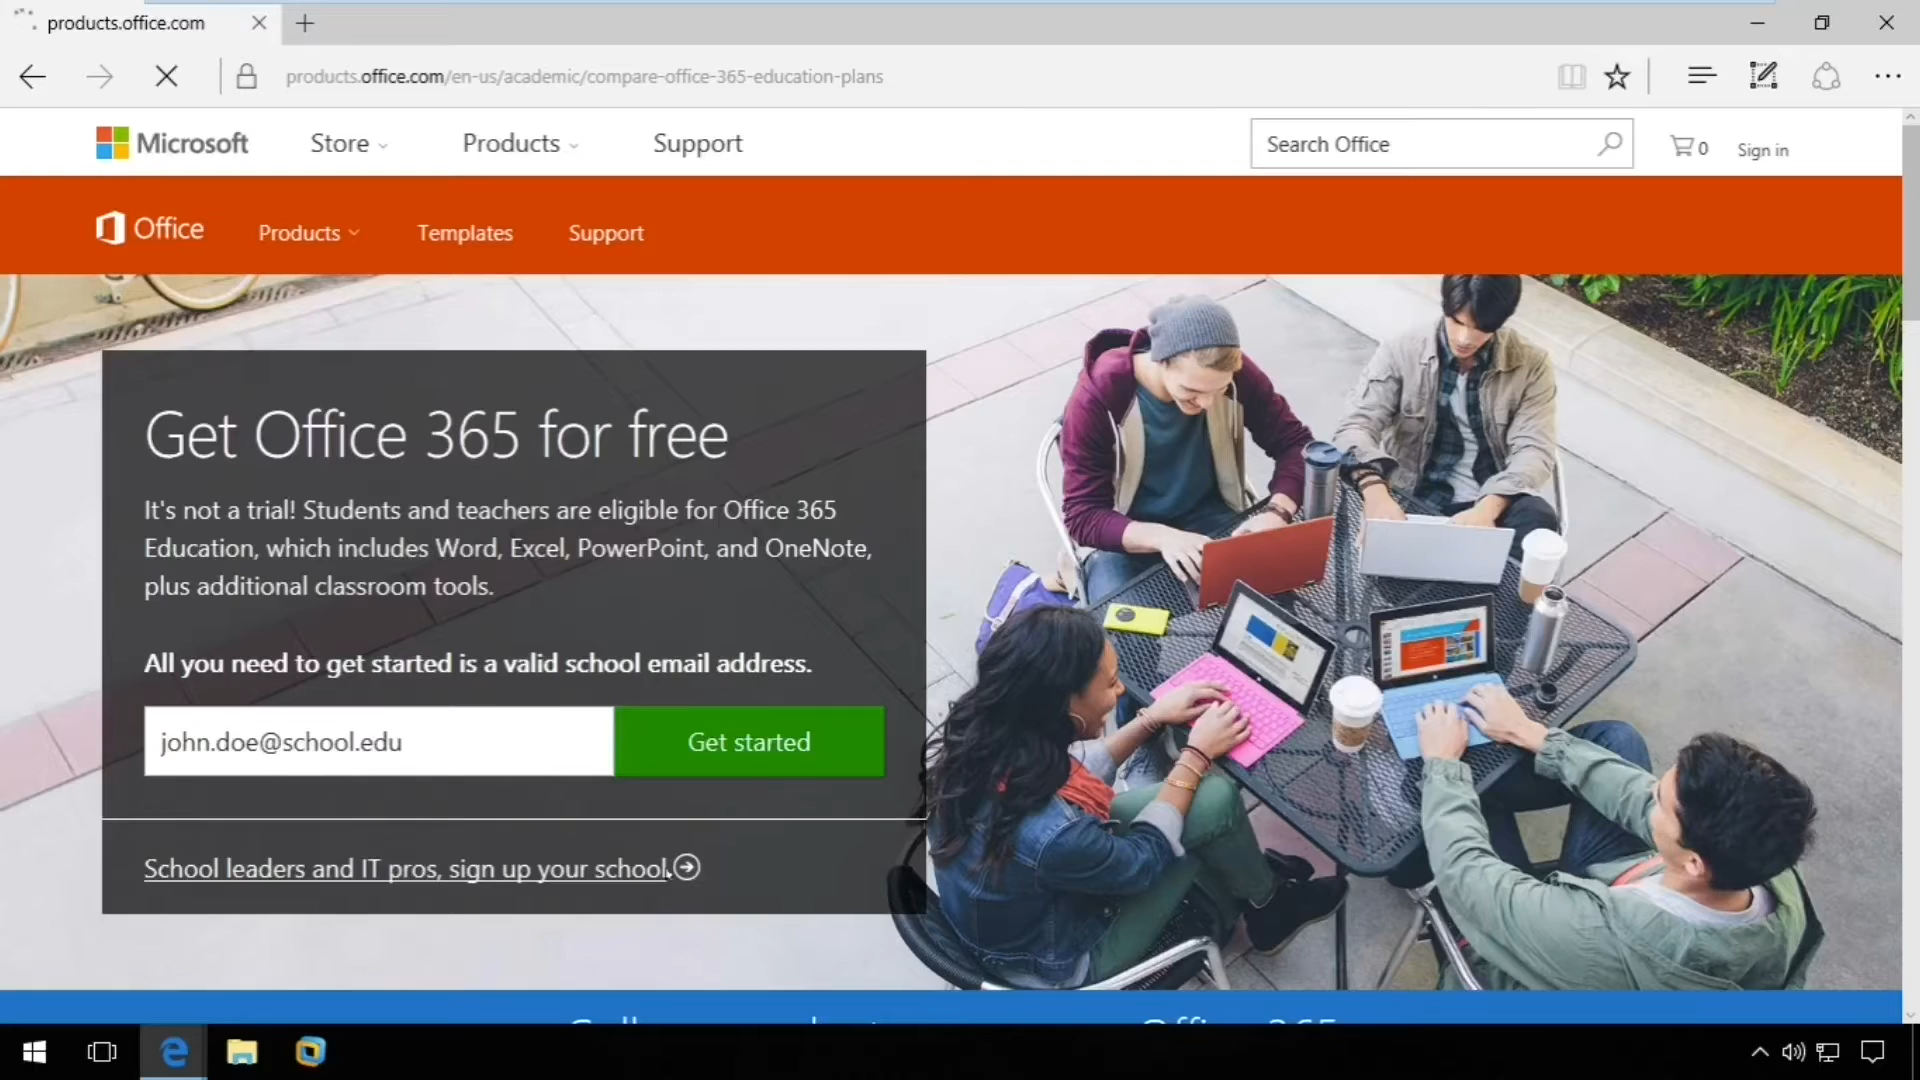 products.office.com
products.office.com/en-us/academic/compare-office-365-education-plans
Microsoft Store Products Support Search Office 0 Sign in
Office Products Templates Support
Get Office 365 for free
It's not a trial! Students and teachers are eligible for Office 365
Education, which includes Word, Excel, PowerPoint, and OneNote,
plus additional classroom tools.
All you need to get started is a valid school email address.
john.doe@school.edu Get started
School leaders and IT pros, sign up your school.
Office 365